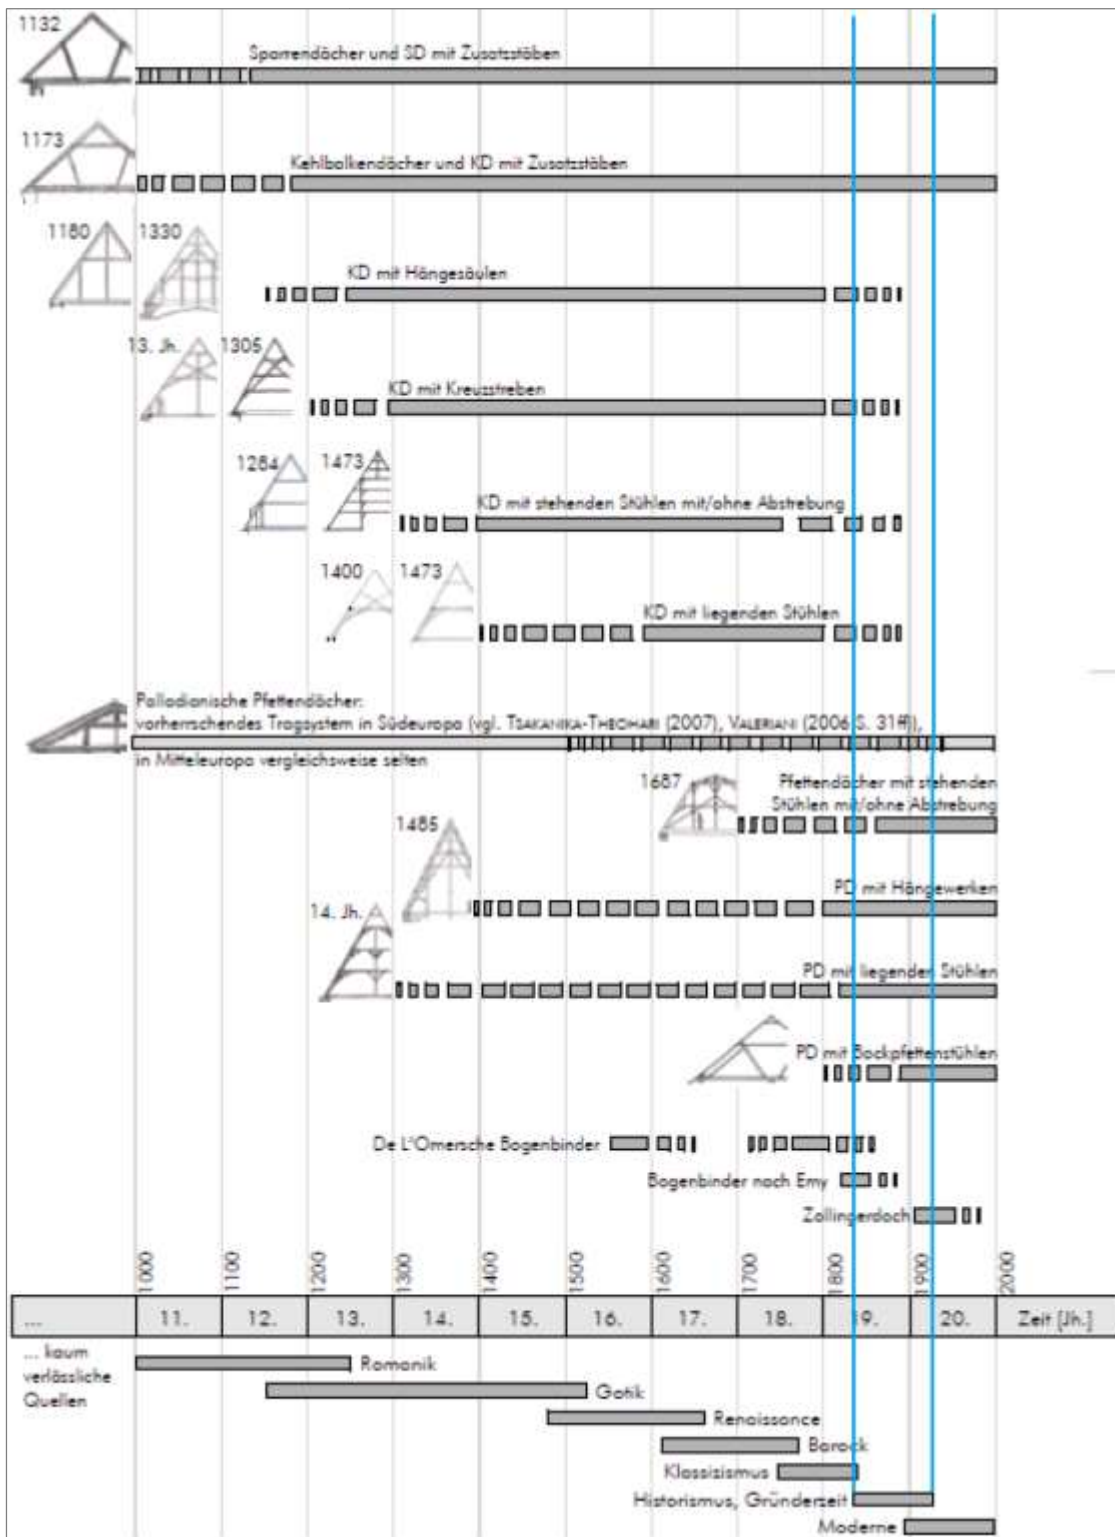 1132
Sparrendächer und SD mit Zusatzstäben
1173
Kehlbalkendächer und KD mit Zusatzstäben
1180
1330
KD mit Hängesäulen
13. Jh.
1305
KD mit Kreuzstreben
1284
1473
KD mit stehenden Stühlen mit/ohne Abstrebung
1400
1473
KD mit liegenden Stühlen
Palladianische Pfettendächer:
vorherrschendes Tragsystem in Südeuropa (vgl. TSAKANIKA-THEOHARI (2007), VALERIANI (2006 S. 31ff)),
in Mitteleuropa vergleichsweise selten
1687
Pfettendächer mit stehenden
Stühlen mit/ohne Abstrebung
1485
PD mit Hängewerken
14. Jh.
PD mit liegenden Stühlen
PD mit Bockpfettenstühlen
De L'Omersche Bogenbinder
Bogenbinder nach Emy
Zollingerdach
1000
1100
1200
1300
1400
1500
1600
1700
1800
1900
2000
... 11. 12. 13. 14. 15. 16. 17. 18. 19. 20. Zeit [Jh.]
... kaum
verlässliche
Quellen
Romanik
Gotik
Renaissance
Barock
Klassizismus
Historismus, Gründerzeit
Moderne